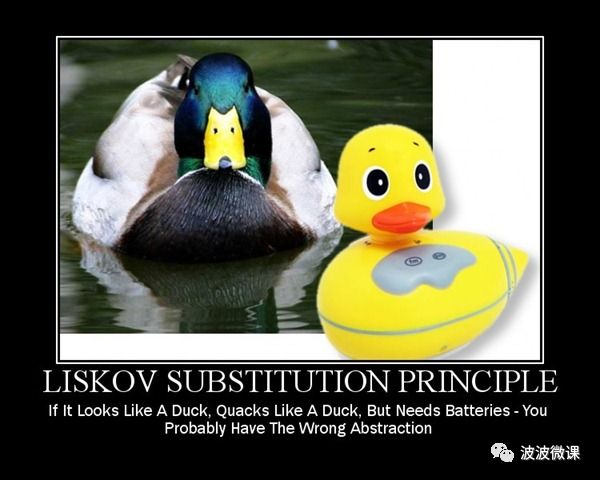 LISKOV SUBSTITUTION PRINCIPLE
If It Looks Like A Duck, Quacks Like A Duck, But Needs Batteries - You
Probably Have The Wrong Abstraction
波波微课